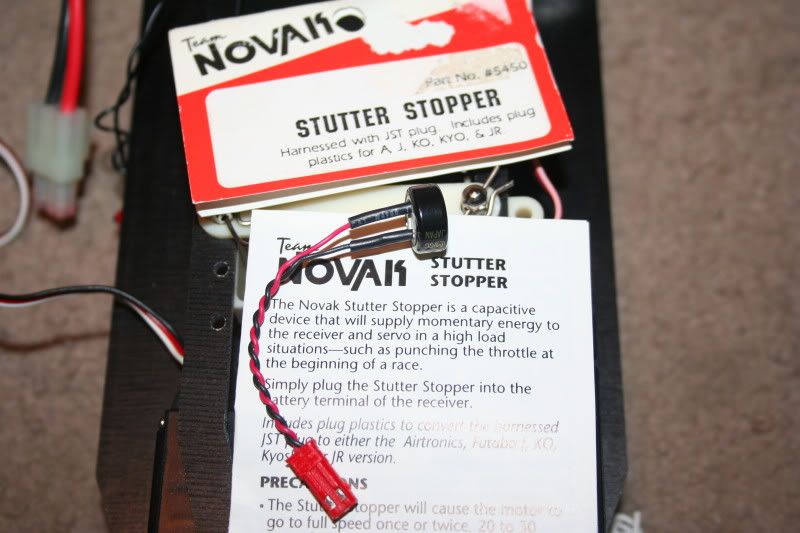 Team
NOVAK
Part No. #5450
STUTTER STOPPER
Harnessed with JST plug. Includes plug
plastics for A, J, KO, KYO, & JR
JAPAN
Team
NOVAK
STUTTER
STOPPER
The Novak Stutter Stopper is a capacitive
device that will supply momentary energy to
the receiver and servo in a high load
situations—such as punching the throttle at
the beginning of a race.
Simply plug the Stutter Stopper into the
battery terminal of the receiver.
Includes plug plastics to convert the harnessed
JST plug to either the Airtronics, Futaba J, KO,
Kyosho or JR version.
PRECAUTIONS
• The Stutter Stopper will cause the motor to
go to full speed once or twice, 20 to 30